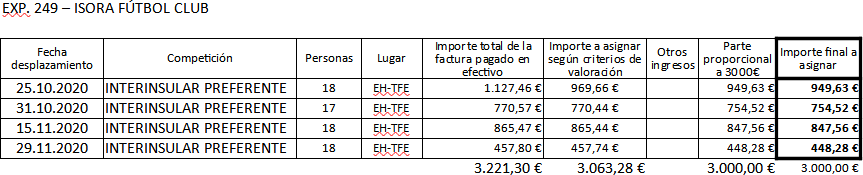 EXP. 249 – ISORA FÚTBOL CLUB
Fecha desplazamiento | Competición | Personas | Lugar | Importe total de la factura pagado en efectivo | Importe a asignar según criterios de valoración | Otros ingresos | Parte proporcional a 3000€ | Importe final a asignar
25.10.2020 | INTERINSULAR PREFERENTE | 18 | EH-TFE | 1.127,46 € | 969,66 € | | 949,63 € | 949,63 €
31.10.2020 | INTERINSULAR PREFERENTE | 17 | EH-TFE | 770,57 € | 770,44 € | | 754,52 € | 754,52 €
15.11.2020 | INTERINSULAR PREFERENTE | 18 | EH-TFE | 865,47 € | 865,44 € | | 847,56 € | 847,56 €
29.11.2020 | INTERINSULAR PREFERENTE | 18 | EH-TFE | 457,80 € | 457,74 € | | 448,28 € | 448,28 €
3.221,30 € | 3.063,28 € | | 3.000,00 € | 3.000,00 €